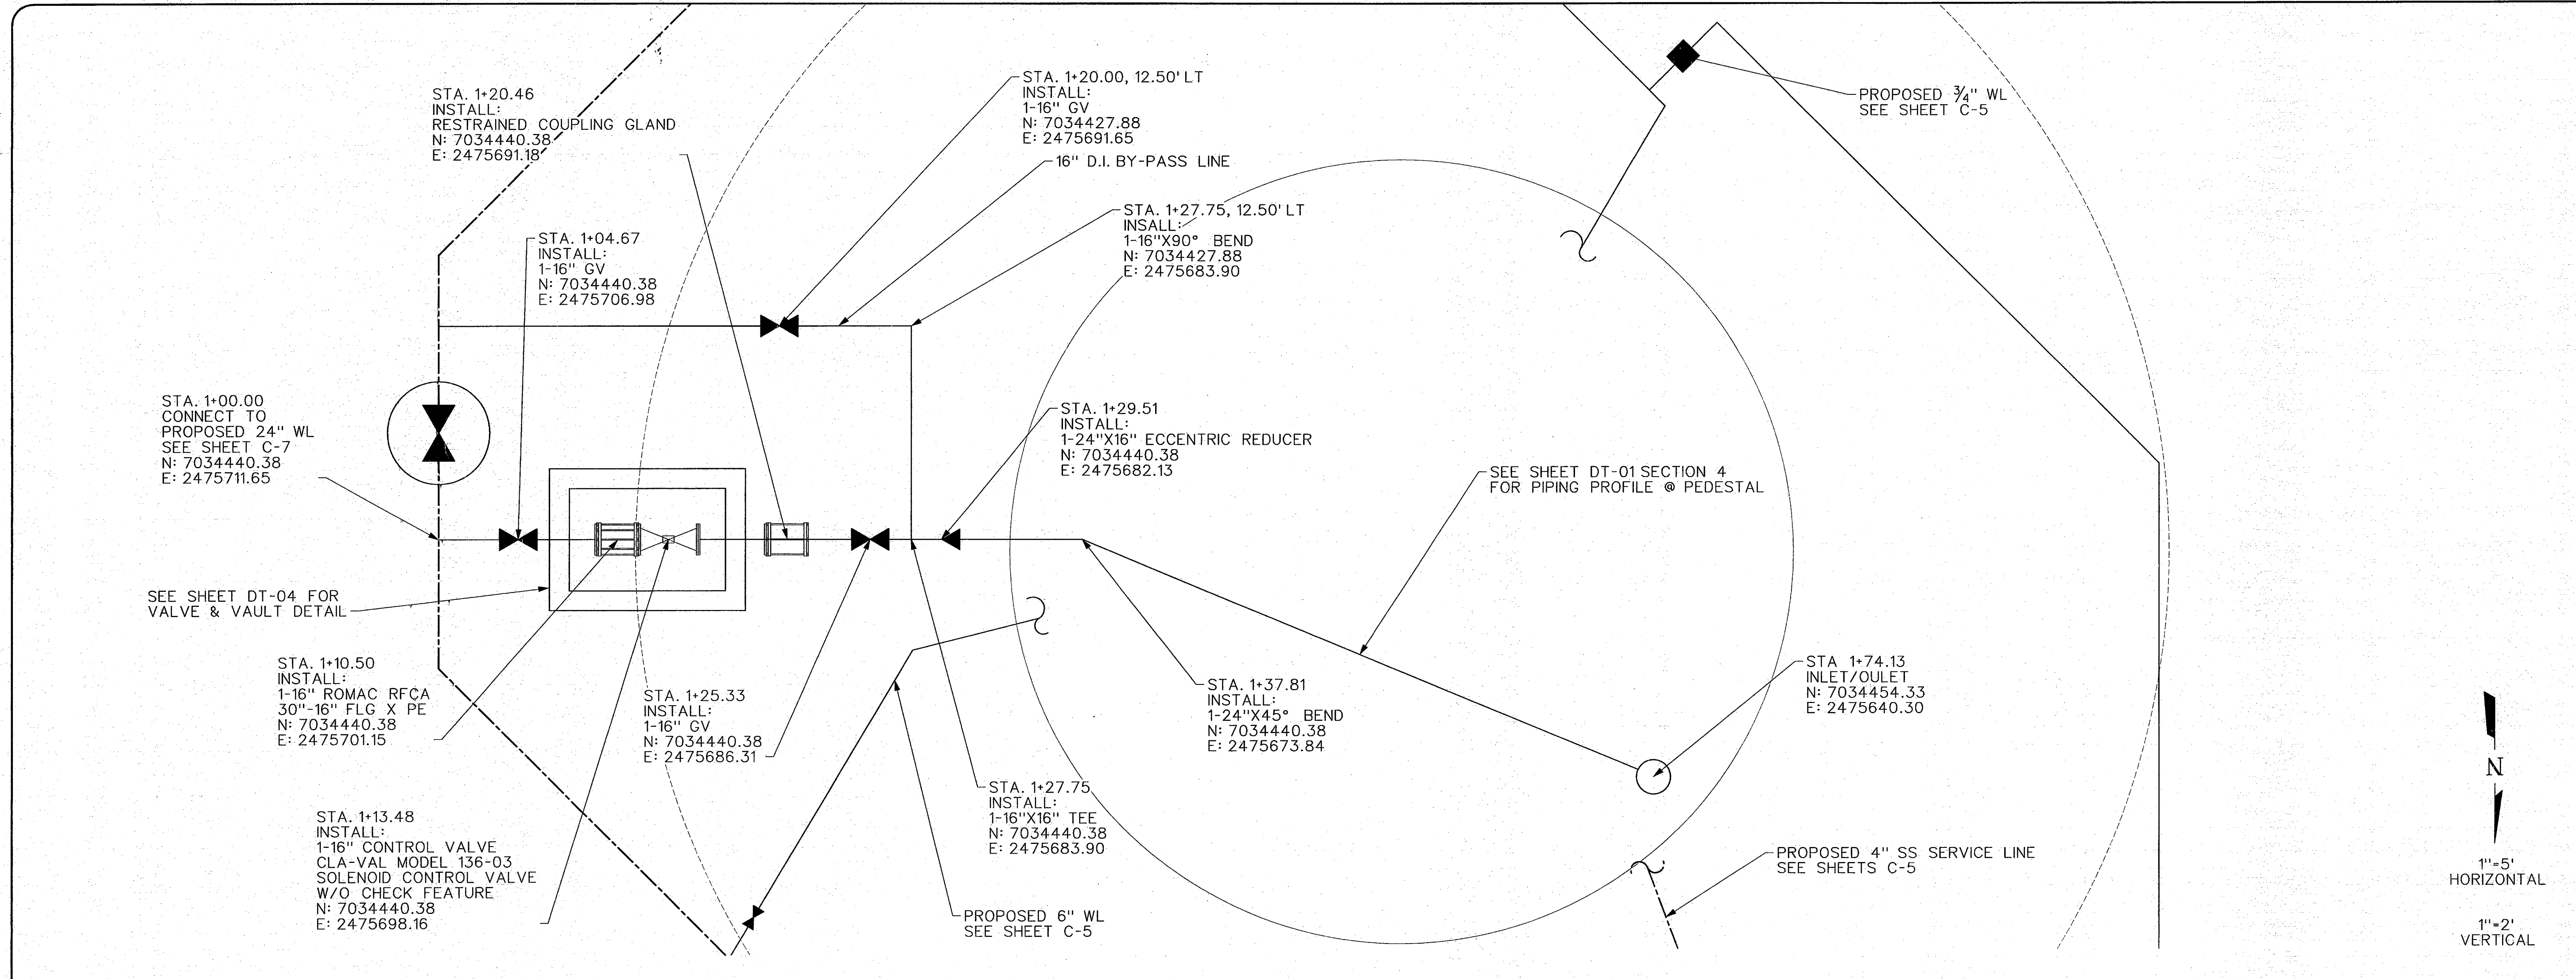 STA. 1+20.46
INSTALL:
RESTRAINED COUPLING GLAND
N: 7034440.38
E: 2475691.18
STA. 1+20.00, 12.50' LT
INSTALL:
1-16" GV
N: 7034427.88
E: 2475691.65
16" D.I. BY-PASS LINE
PROPOSED 3/4" WL
SEE SHEET C-5
STA. 1+04.67
INSTALL:
1-16" GV
N: 7034440.38
E: 2475706.98
STA. 1+27.75, 12.50' LT
INSALL:
1-16"X90° BEND
N: 7034427.88
E: 2475683.90
STA. 1+00.00
CONNECT TO
PROPOSED 24" WL
SEE SHEET C-7
N: 7034440.38
E: 2475711.65
STA. 1+29.51
INSTALL:
1-24"X16" ECCENTRIC REDUCER
N: 7034440.38
E: 2475682.13
SEE SHEET DT-01 SECTION 4
FOR PIPING PROFILE @ PEDESTAL
SEE SHEET DT-04 FOR
VALVE & VAULT DETAIL
STA. 1+10.50
INSTALL:
1-16" ROMAC RFCA
30"-16" FLG X PE
N: 7034440.38
E: 2475701.15
STA. 1+25.33
INSTALL:
1-16" GV
N: 7034440.38
E: 2475686.31
STA. 1+37.81
INSTALL:
1-24"X45° BEND
N: 7034440.38
E: 2475673.84
STA 1+74.13
INLET/OULET
N: 7034454.33
E: 2475640.30
STA. 1+13.48
INSTALL:
1-16" CONTROL VALVE
CLA-VAL MODEL 136-03
SOLENOID CONTROL VALVE
W/O CHECK FEATURE
N: 7034440.38
E: 2475698.16
STA. 1+27.75
INSTALL:
1-16"X16" TEE
N: 7034440.38
E: 2475683.90
PROPOSED 6" WL
SEE SHEET C-5
PROPOSED 4" SS SERVICE LINE
SEE SHEETS C-5
N
1"=5'
HORIZONTAL
1"=2'
VERTICAL